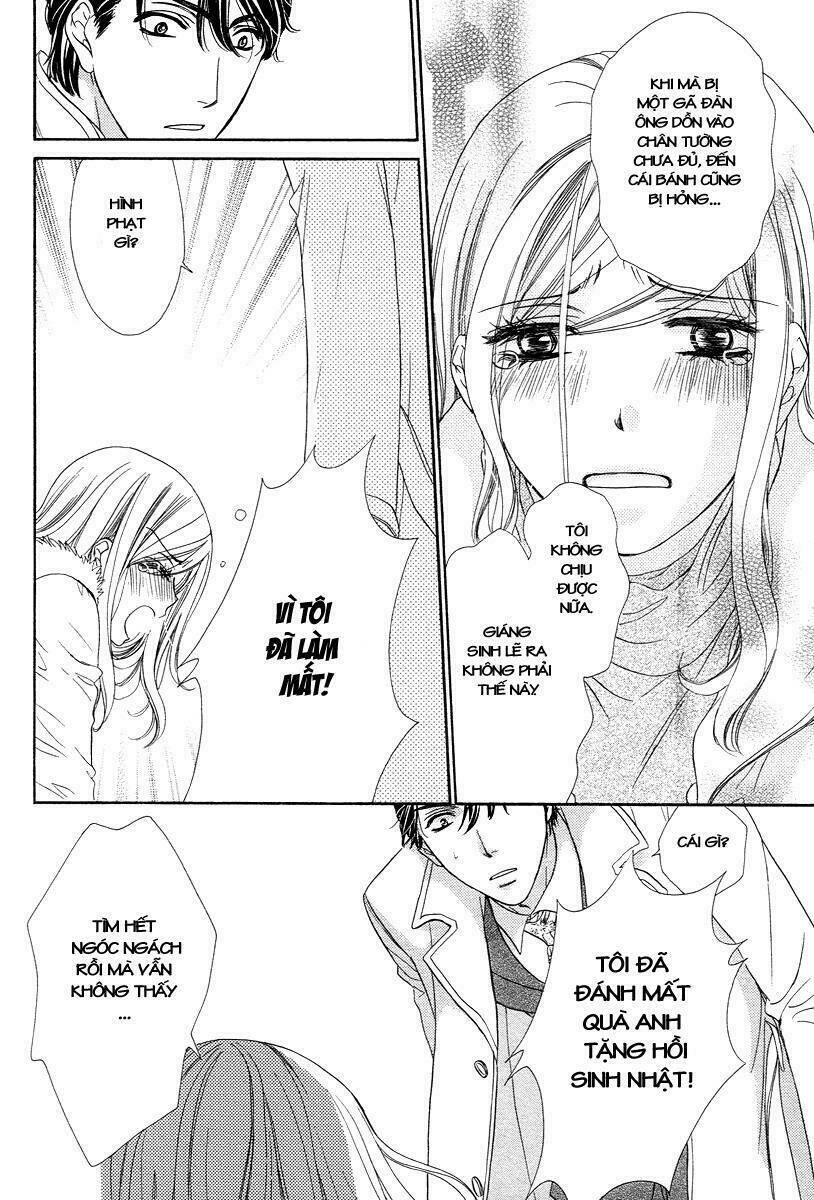 KHI MÀ BỊ
MỘT GÃ ĐÀN
ÔNG DỒN VÀO
CHÂN TƯỜNG
CHƯA ĐỦ, ĐẾN
CÁI BÁNH CŨNG
BỊ HỎNG...
TÔI
KHÔNG
CHỊU
ĐƯỢC
NỮA.
GIÁNG
SINH LẼ RA
KHÔNG PHẢI
THẾ NÀY.
HÌNH
PHẠT
GÌ?
VÌ TÔI
ĐÃ LÀM
MẤT!
CÁI GÌ?
TÔI ĐÃ
ĐÁNH MẤT
QUÀ ANH
TẶNG HỒI
SINH NHẬT!
TÌM HẾT
NGÓC NGÁCH
RỒI MÀ VẪN
KHÔNG THẤY
...